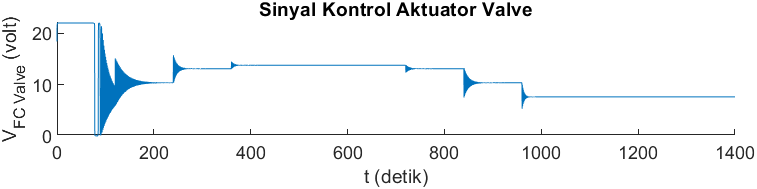 Sinyal Kontrol Aktuator Valve
V_FC Valve (volt)
20
10
0
0 200 400 600 800 1000 1200 1400
t (detik)